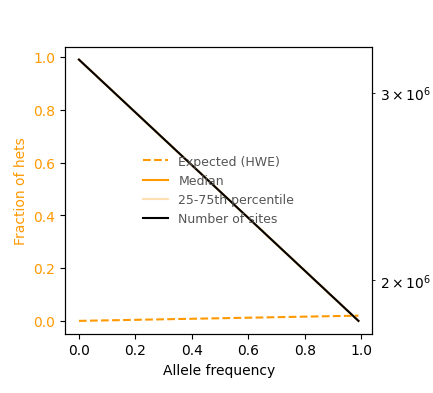 1.0
0.8
0.6
0.4
0.2
0.0
Fraction of hets
3 × 10⁶
2 × 10⁶
Expected (HWE)
Median
25-75th percentile
Number of sites
0.0 0.2 0.4 0.6 0.8 1.0
Allele frequency